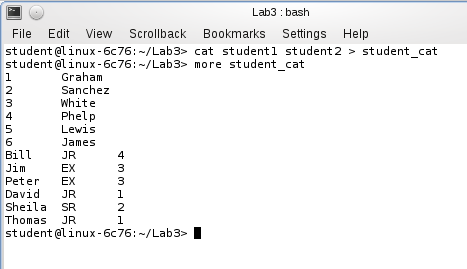 Lab3 : bash
File Edit View Scrollback Bookmarks Settings Help
student@linux-6c76:~/Lab3> cat student1 student2 > student_cat
student@linux-6c76:~/Lab3> more student_cat
1 Graham
2 Sanchez
3 White
4 Phelp
5 Lewis
6 James
Bill JR 4
Jim EX 3
Peter EX 3
David JR 1
Sheila SR 2
Thomas JR 1
student@linux-6c76:~/Lab3>